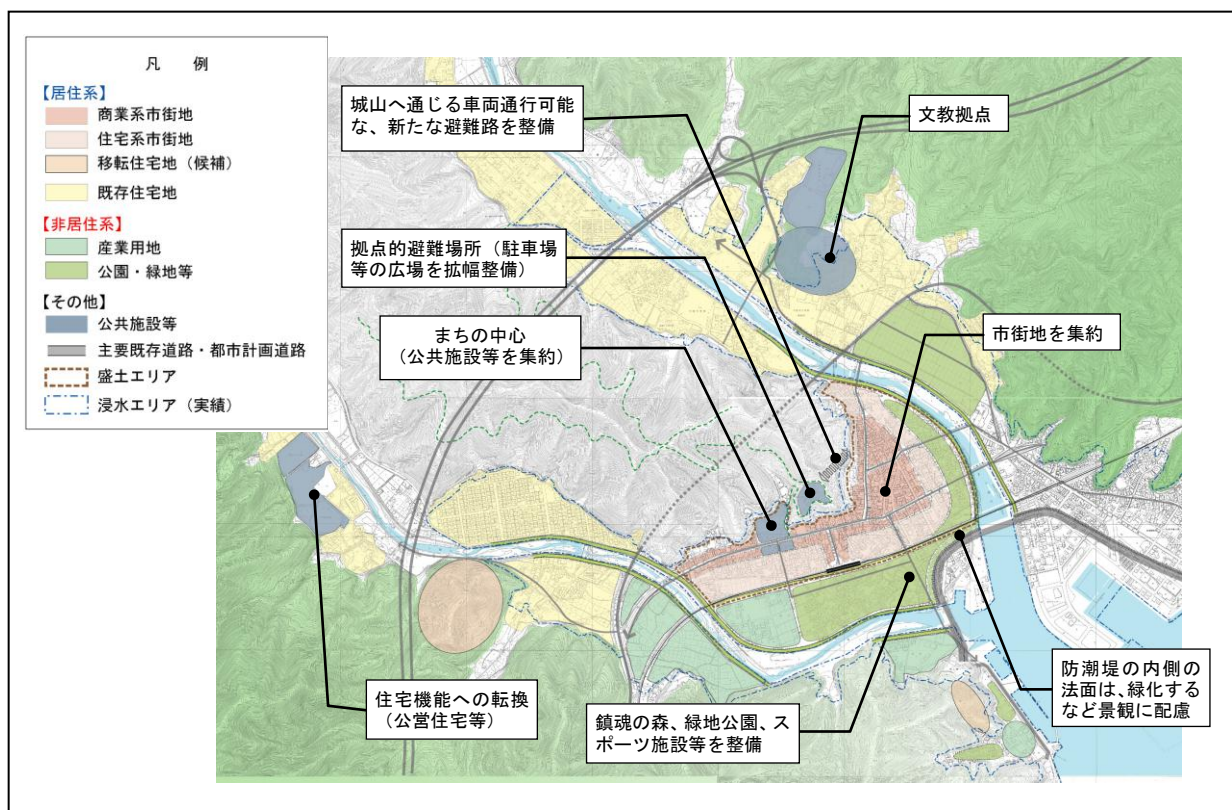 凡　例
【居住系】
商業系市街地
住宅系市街地
移転住宅地（候補）
既存住宅地
【非居住系】
産業用地
公園・緑地等
【その他】
公共施設等
主要既存道路・都市計画道路
盛土エリア
浸水エリア（実績）
城山へ通じる車両通行可能
な、新たな避難路を整備
文教拠点
拠点的避難場所（駐車場
等の広場を拡幅整備）
まちの中心
（公共施設等を集約）
市街地を集約
住宅機能への転換
（公営住宅等）
鎮魂の森、緑地公園、ス
ポーツ施設等を整備
防潮堤の内側の
法面は、緑化する
など景観に配慮